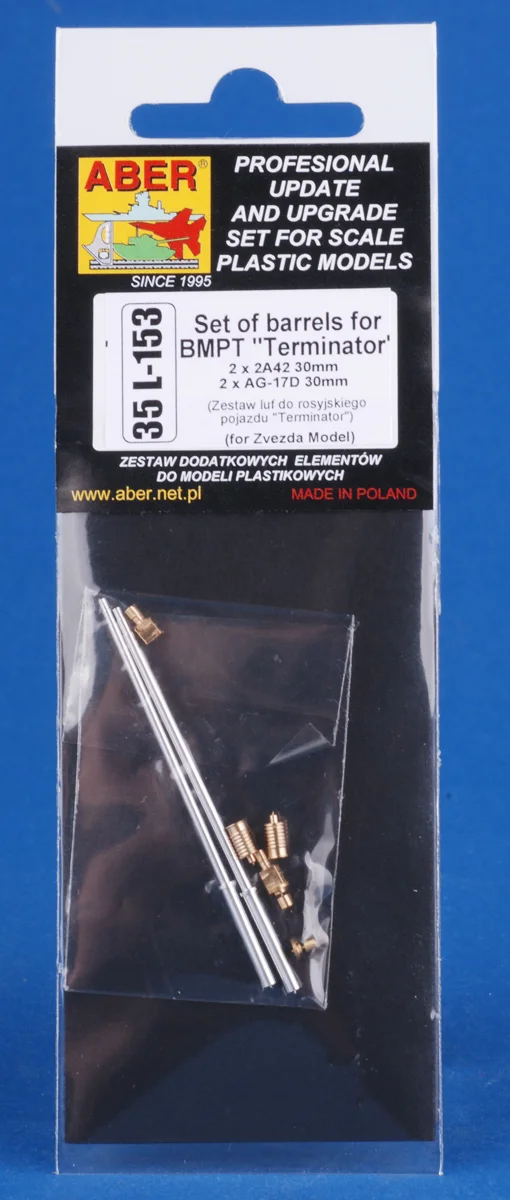 ABER®
SINCE 1995
PROFESIONAL
UPDATE
AND UPGRADE
SET FOR SCALE
PLASTIC MODELS
35 L-153
Set of barrels for
BMPT "Terminator'
2 x 2A42 30mm
2 x AG-17D 30mm
(Zestaw luf do rosyjskiego
pojazdu "Terminator")
(for Zvezda Model)
ZESTAW DODATKOWYCH ELEMENTÓW
DO MODELI PLASTIKOWYCH
www.aber.net.pl
MADE IN POLAND